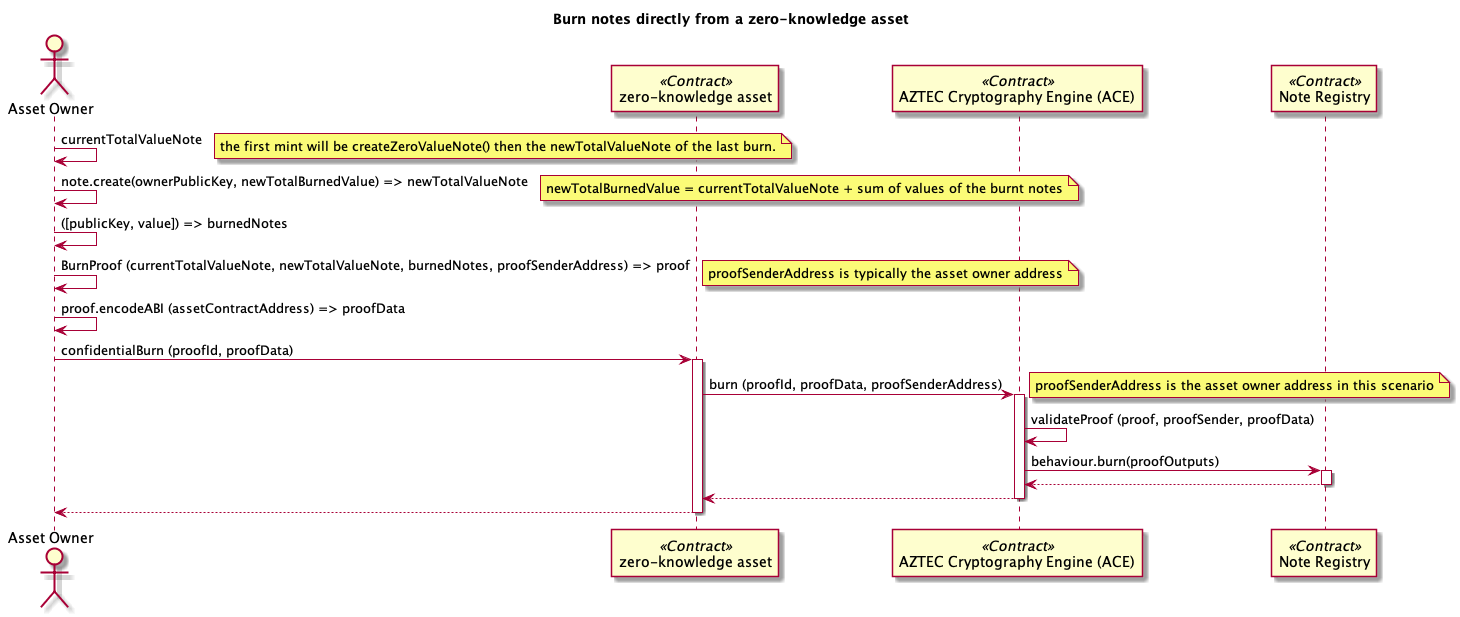 Burn notes directly from a zero-knowledge asset
Asset Owner
«Contract»
zero-knowledge asset
«Contract»
AZTEC Cryptography Engine (ACE)
«Contract»
Note Registry
currentTotalValueNote
the first mint will be createZeroValueNote() then the newTotalValueNote of the last burn.
note.create(ownerPublicKey, newTotalBurnedValue) => newTotalValueNote
newTotalBurnedValue = currentTotalValueNote + sum of values of the burnt notes
([publicKey, value]) => burnedNotes
BurnProof (currentTotalValueNote, newTotalValueNote, burnedNotes, proofSenderAddress) => proof
proofSenderAddress is typically the asset owner address
proof.encodeABI (assetContractAddress) => proofData
confidentialBurn (proofId, proofData)
burn (proofId, proofData, proofSenderAddress)
proofSenderAddress is the asset owner address in this scenario
validateProof (proof, proofSender, proofData)
behaviour.burn(proofOutputs)
Asset Owner
«Contract»
zero-knowledge asset
«Contract»
AZTEC Cryptography Engine (ACE)
«Contract»
Note Registry